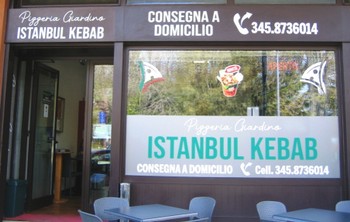 Pizzeria Giardino
ISTANBUL KEBAB
CONSEGNA A
DOMICILIO
345.8736014
Pizzeria Giardino
ISTANBUL KEBAB
CONSEGNA A DOMICILIO
Cell. 345.8736014